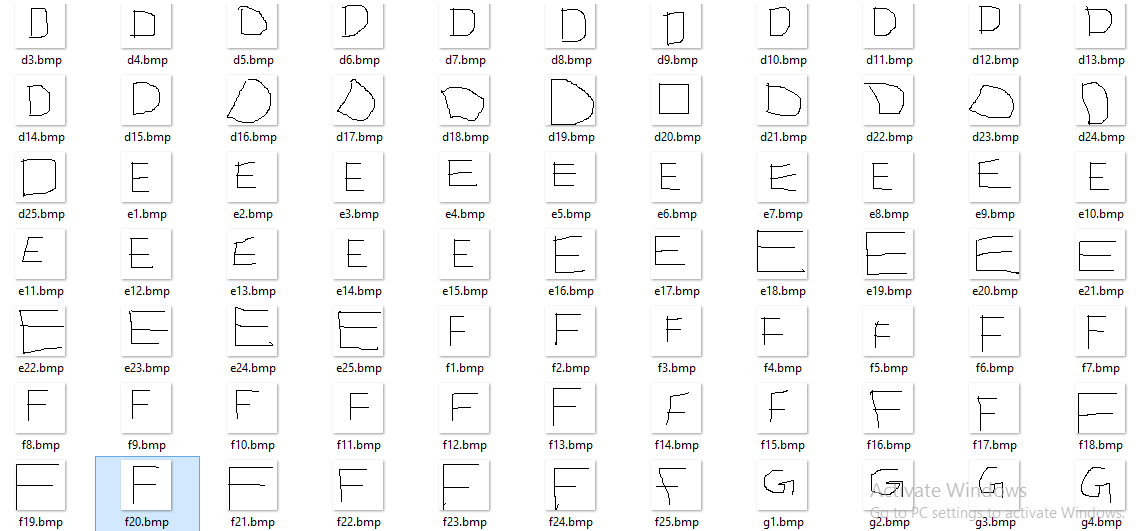 D D D D D D D D D D D
d3.bmp d4.bmp d5.bmp d6.bmp d7.bmp d8.bmp d9.bmp d10.bmp d11.bmp d12.bmp d13.bmp
D D D D D D D D D D D
d14.bmp d15.bmp d16.bmp d17.bmp d18.bmp d19.bmp d20.bmp d21.bmp d22.bmp d23.bmp d24.bmp
D E E E E E E E E E E
d25.bmp e1.bmp e2.bmp e3.bmp e4.bmp e5.bmp e6.bmp e7.bmp e8.bmp e9.bmp e10.bmp
E E E E E E E E E E E
e11.bmp e12.bmp e13.bmp e14.bmp e15.bmp e16.bmp e17.bmp e18.bmp e19.bmp e20.bmp e21.bmp
E E E E F F F F F F F
e22.bmp e23.bmp e24.bmp e25.bmp f1.bmp f2.bmp f3.bmp f4.bmp f5.bmp f6.bmp f7.bmp
F F F F F F F F F F F
f8.bmp f9.bmp f10.bmp f11.bmp f12.bmp f13.bmp f14.bmp f15.bmp f16.bmp f17.bmp f18.bmp
F F F F F F F G G G G
Activate Windows
Go to PC settings to activate Windows.
f19.bmp f20.bmp f21.bmp f22.bmp f23.bmp f24.bmp f25.bmp g1.bmp g2.bmp g3.bmp g4.bmp